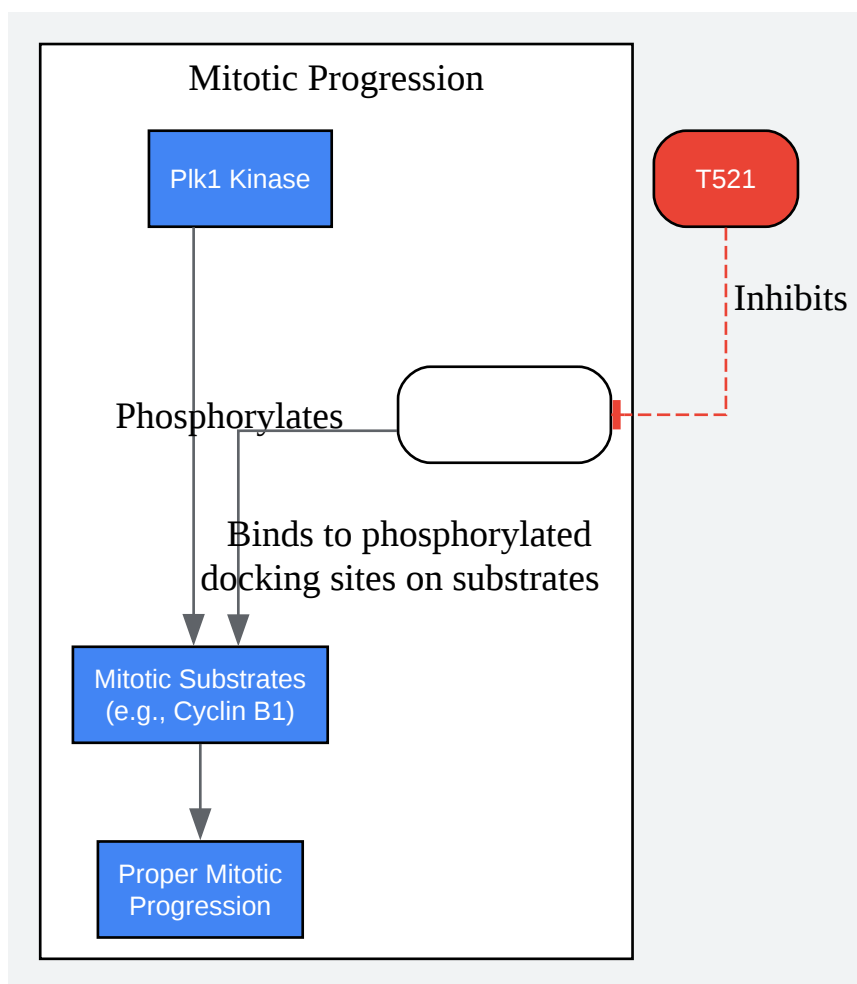 Mitotic Progression
Plk1 Kinase
T521
Inhibits
Phosphorylates
Binds to phosphorylated
docking sites on substrates
Mitotic Substrates
(e.g., Cyclin B1)
Proper Mitotic
Progression